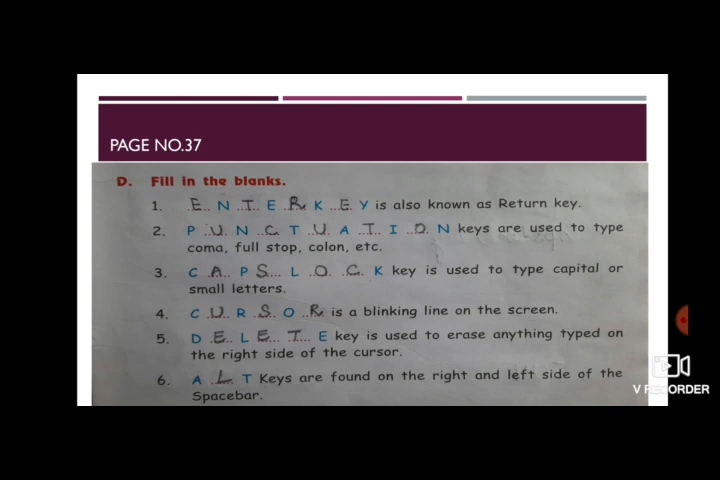 PAGE NO.37
D. Fill in the blanks.
1. E N T E R K E Y is also known as Return key.
2. P U N C T U A T I O N keys are used to type
coma, full stop, colon, etc.
3. C A P S L O C K key is used to type capital or
small letters.
4. C U R S O R is a blinking line on the screen.
5. D E L E T E key is used to erase anything typed on
the right side of the cursor.
6. A L T Keys are found on the right and left side of the
Spacebar.